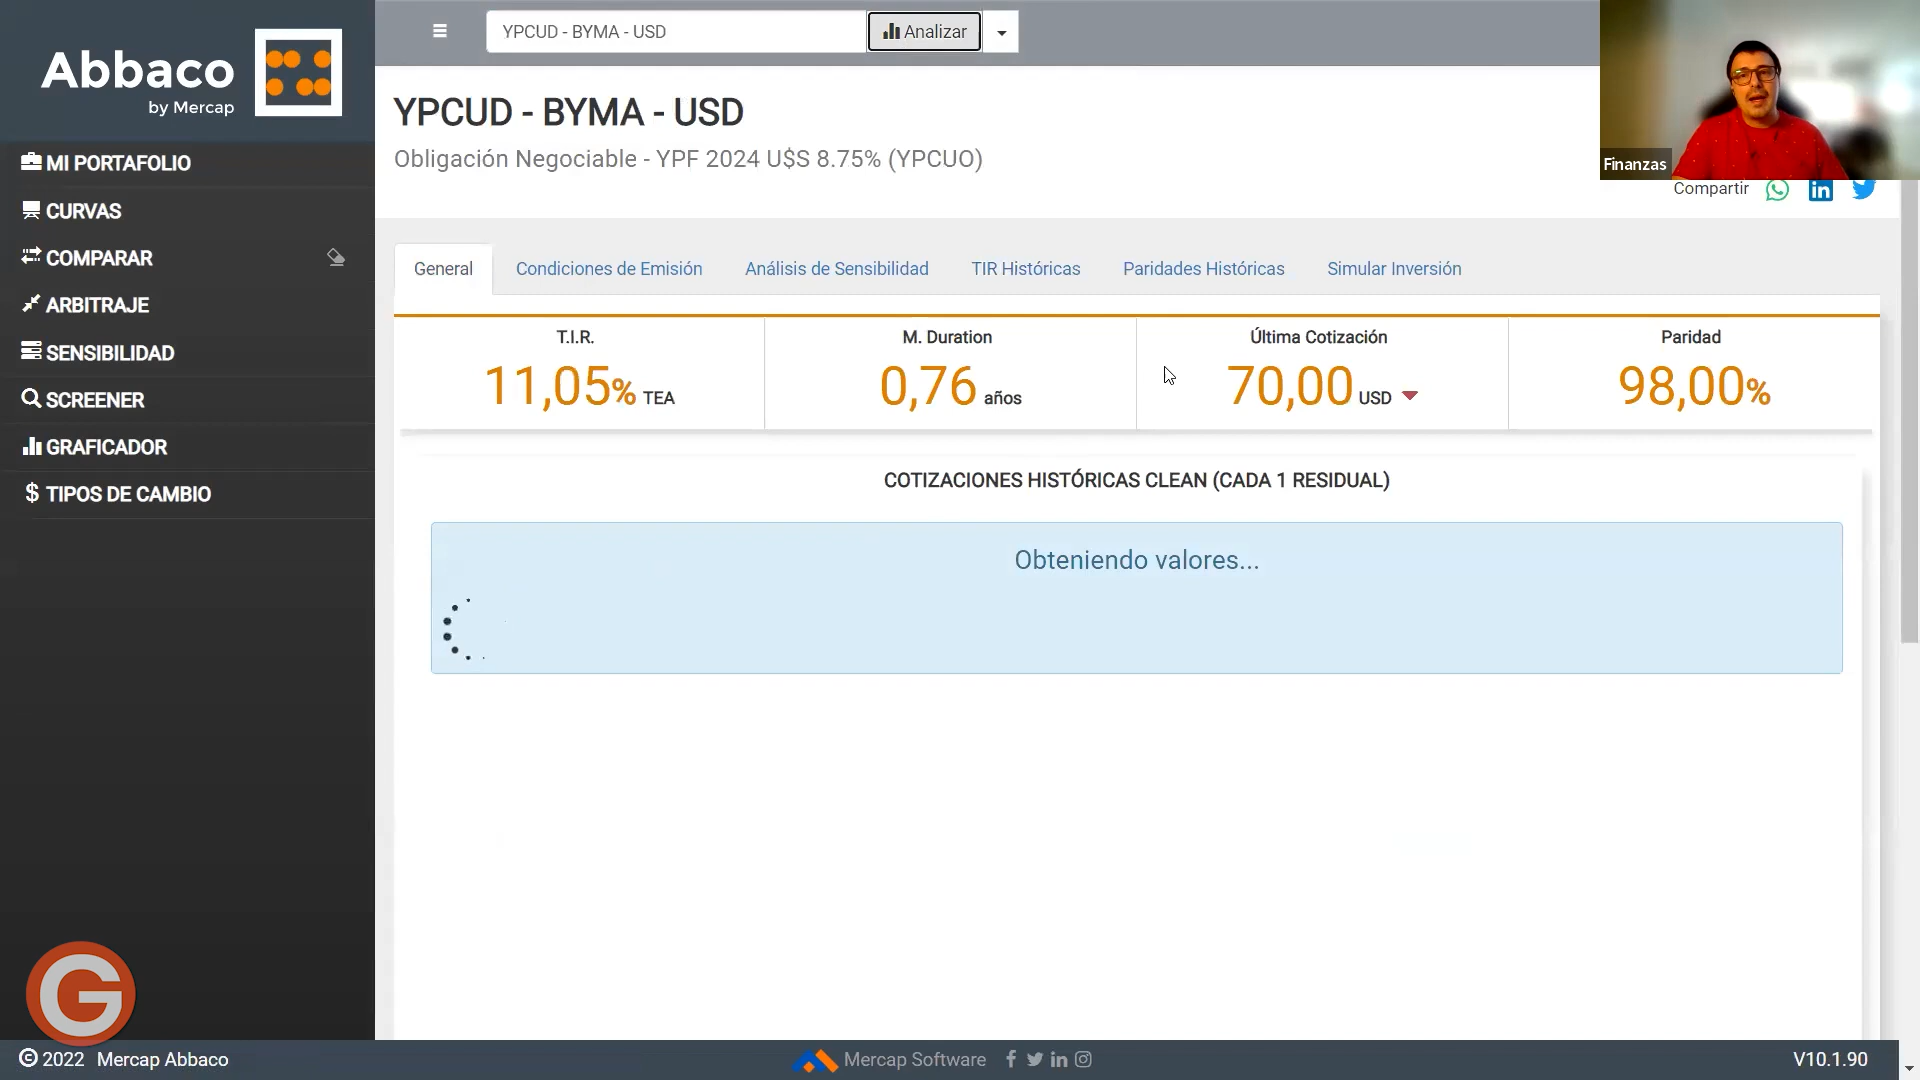 Abbaco
by Mercap
YPCUD - BYMA - USD
Analizar
Finanzas
YPCUD - BYMA - USD
Obligación Negociable - YPF 2024 U$S 8.75% (YPCUO)
Compartir
MI PORTAFOLIO
CURVAS
COMPARAR
ARBITRAJE
SENSIBILIDAD
SCREENER
GRAFICADOR
$ TIPOS DE CAMBIO
General Condiciones de Emisión Análisis de Sensibilidad TIR Históricas Paridades Históricas Simular Inversión
T.I.R. M. Duration Última Cotización Paridad
11,05% TEA 0,76 años 70,00 USD 98,00%
COTIZACIONES HISTÓRICAS CLEAN (CADA 1 RESIDUAL)
Obteniendo valores...
G
© 2022 Mercap Abbaco
Mercap Software
V10.1.90